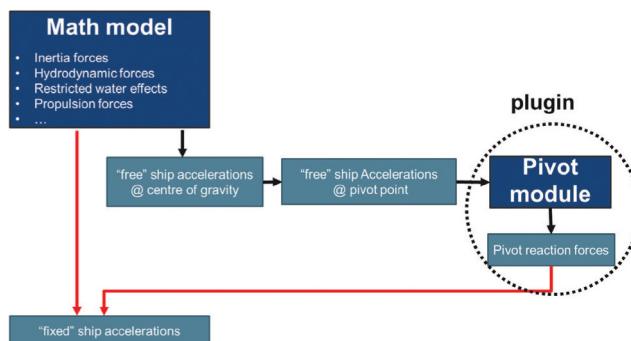 Math model
• Inertia forces
• Hydrodynamic forces
• Restricted water effects
• Propulsion forces
• ...
plugin
"free" ship accelerations
@ centre of gravity
"free" ship Accelerations
@ pivot point
Pivot
module
Pivot reaction forces
"fixed" ship accelerations